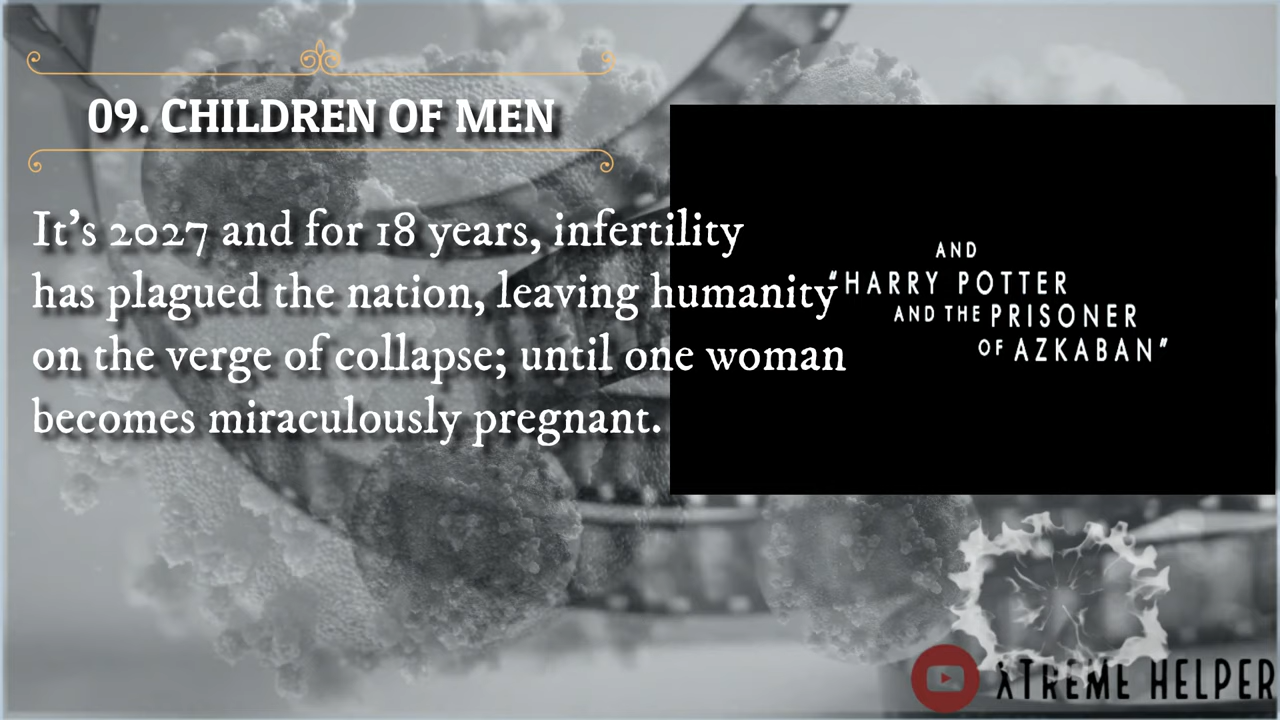 09. CHILDREN OF MEN
It's 2027 and for 18 years, infertility
has plagued the nation, leaving humanity
on the verge of collapse; until one woman
becomes miraculously pregnant.
AND
"HARRY POTTER
AND THE PRISONER
OF AZKABAN"
XTREME HELPER